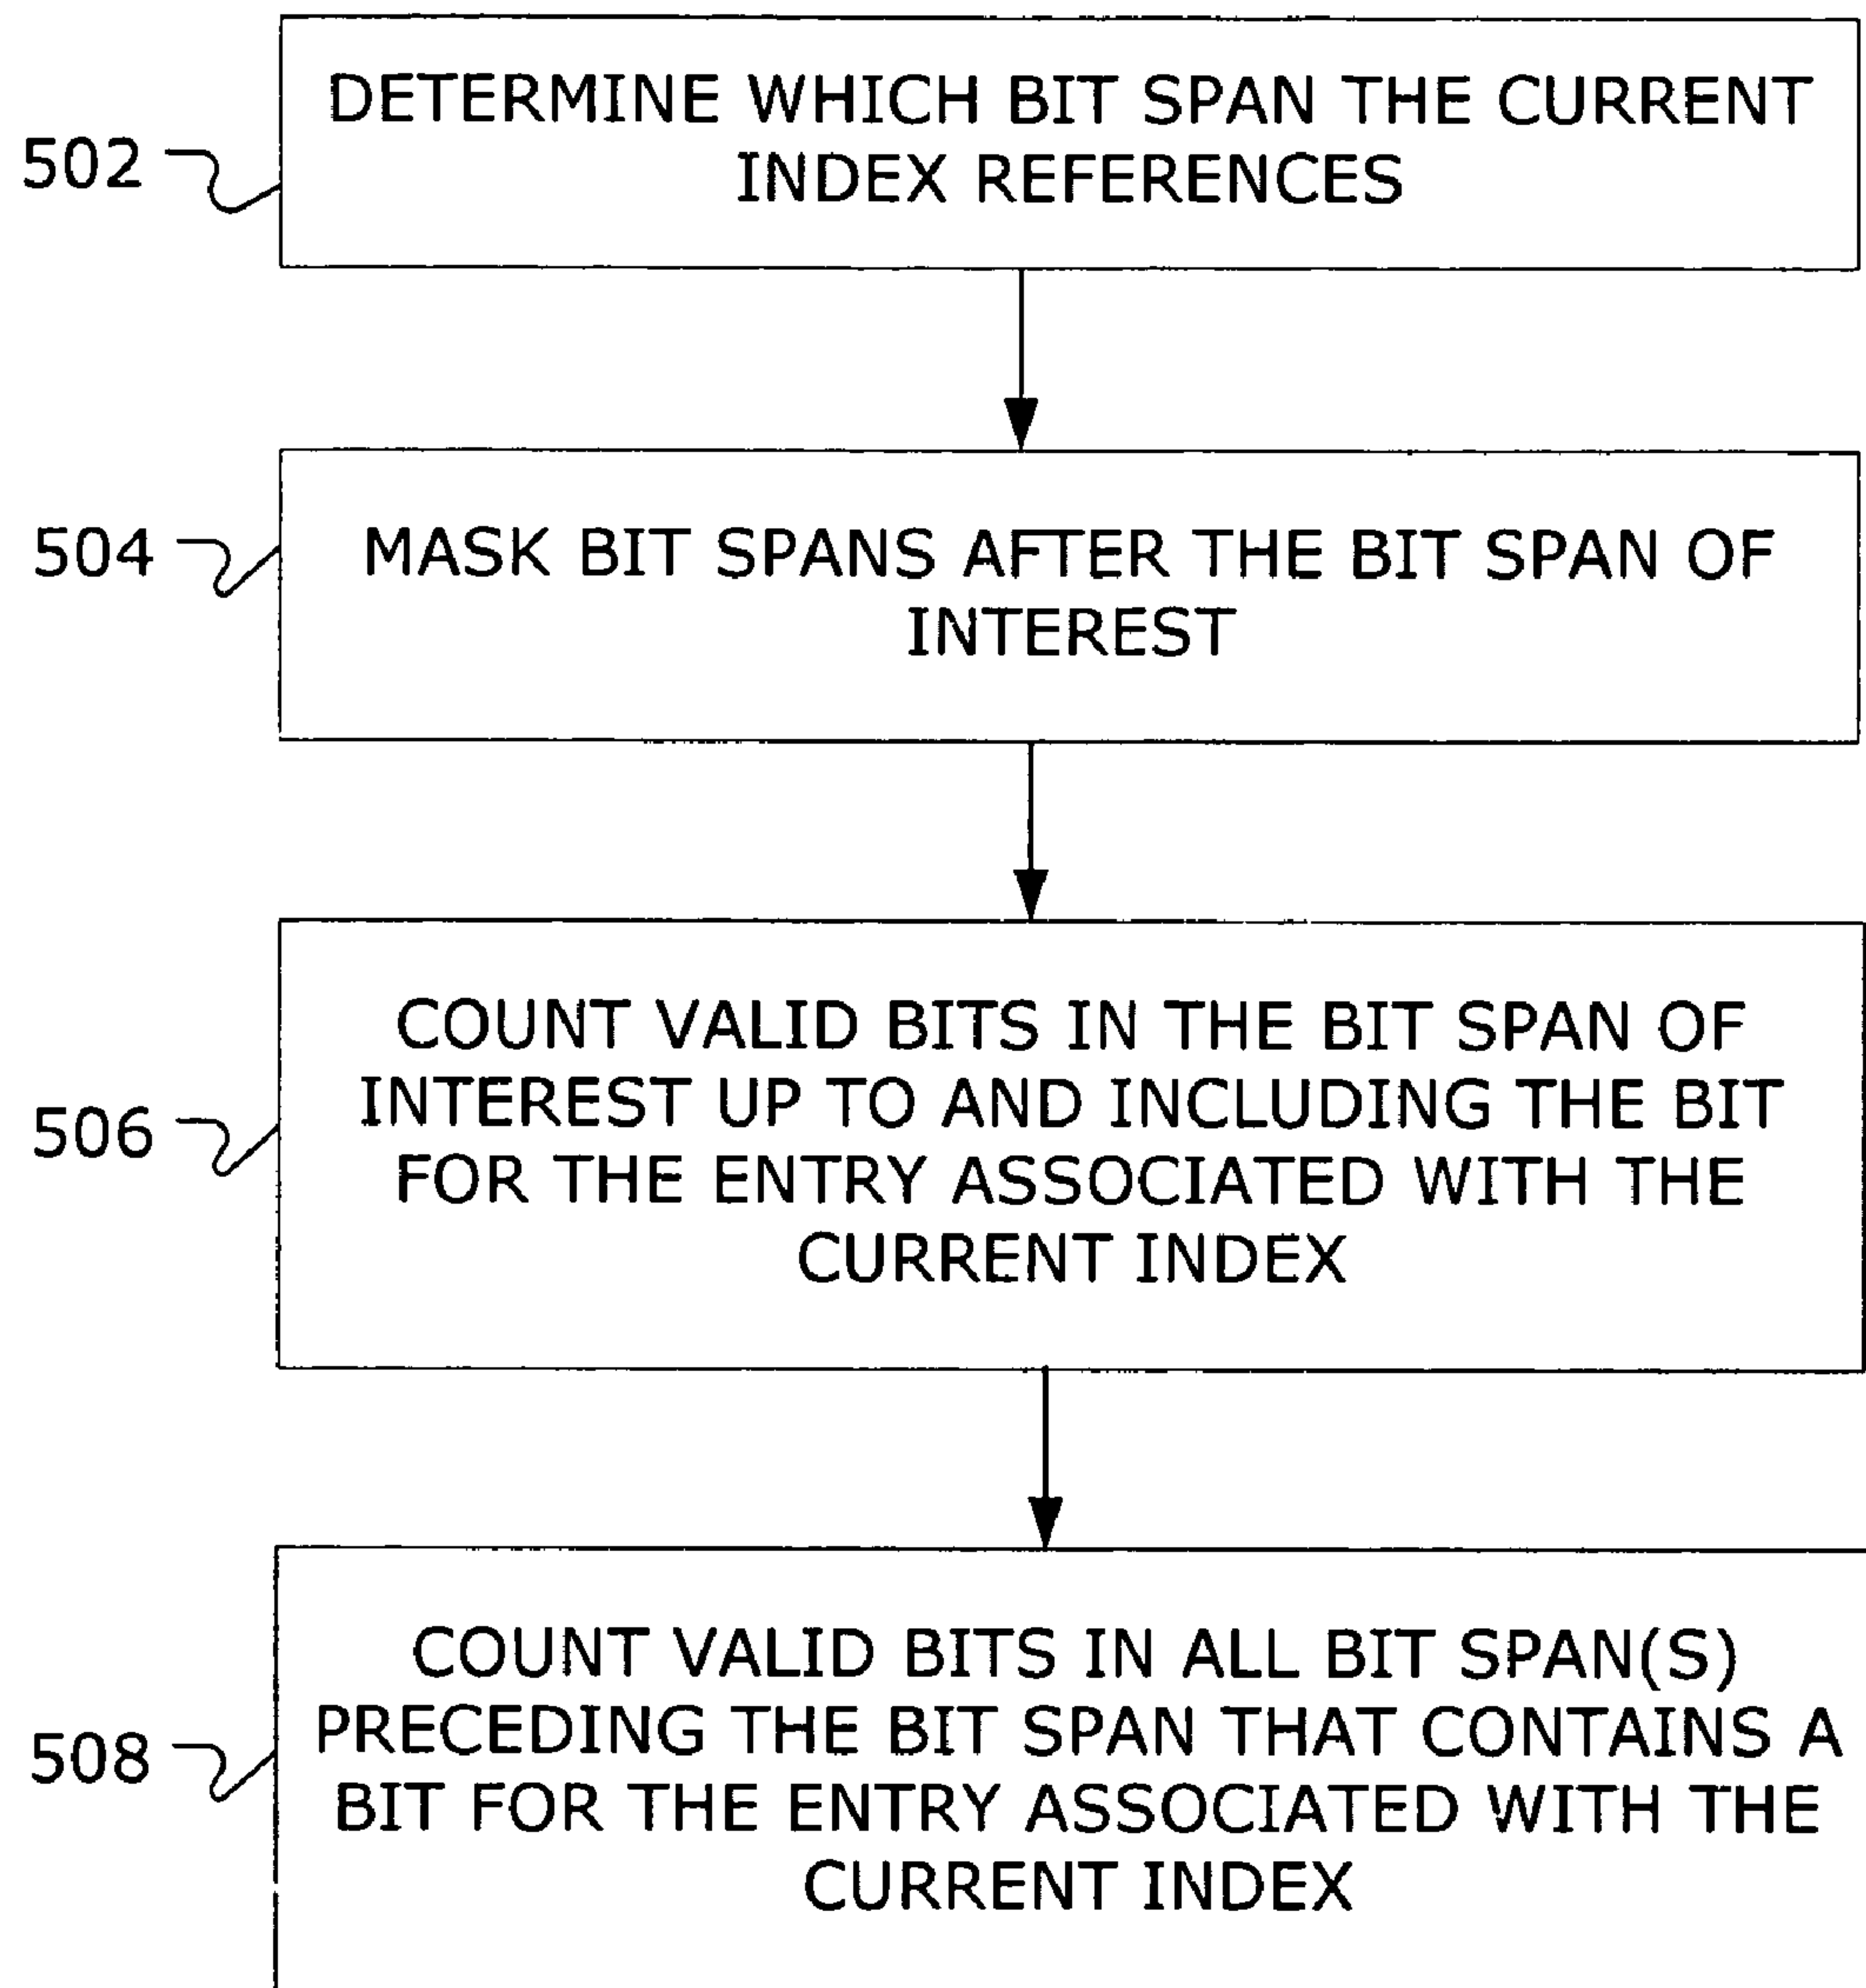 DETERMINE WHICH BIT SPAN THE CURRENT
INDEX REFERENCES
502
MASK BIT SPANS AFTER THE BIT SPAN OF
INTEREST
504
COUNT VALID BITS IN THE BIT SPAN OF
INTEREST UP TO AND INCLUDING THE BIT
FOR THE ENTRY ASSOCIATED WITH THE
CURRENT INDEX
506
COUNT VALID BITS IN ALL BIT SPAN(S)
PRECEDING THE BIT SPAN THAT CONTAINS A
BIT FOR THE ENTRY ASSOCIATED WITH THE
CURRENT INDEX
508